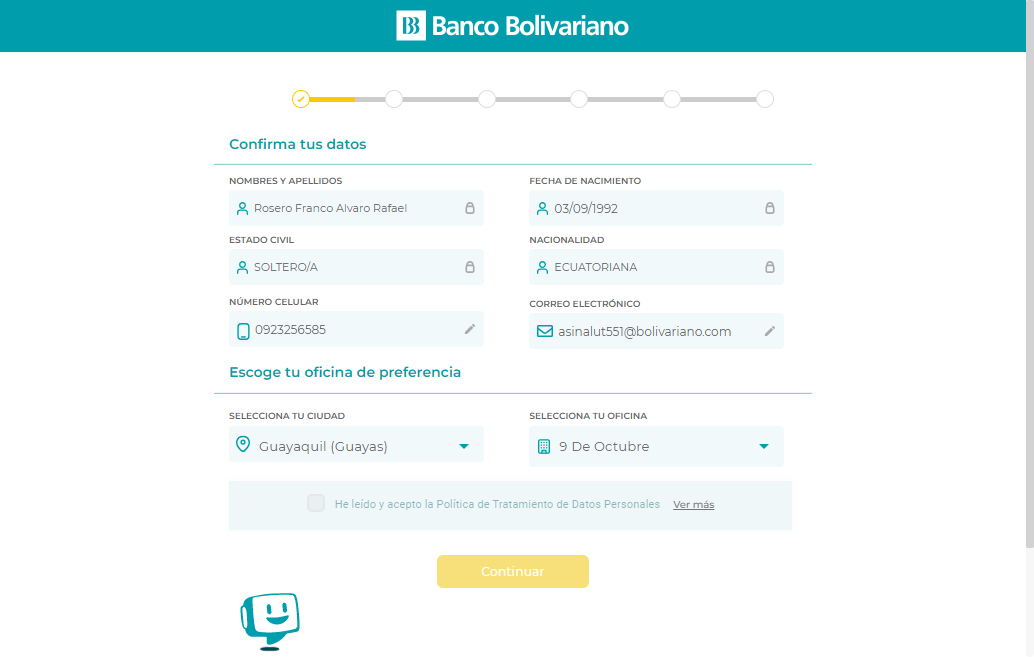 BB Banco Bolivariano
Confirma tus datos
NOMBRES Y APELLIDOS
Rosero Franco Alvaro Rafael
FECHA DE NACIMIENTO
03/09/1992
ESTADO CIVIL
SOLTERO/A
NACIONALIDAD
ECUATORIANA
NÚMERO CELULAR
0923256585
CORREO ELECTRÓNICO
asinalut551@bolivariano.com
Escoge tu oficina de preferencia
SELECCIONA TU CIUDAD
Guayaquil (Guayas)
SELECCIONA TU OFICINA
9 De Octubre
He leído y acepto la Política de Tratamiento de Datos Personales Ver más
Continuar